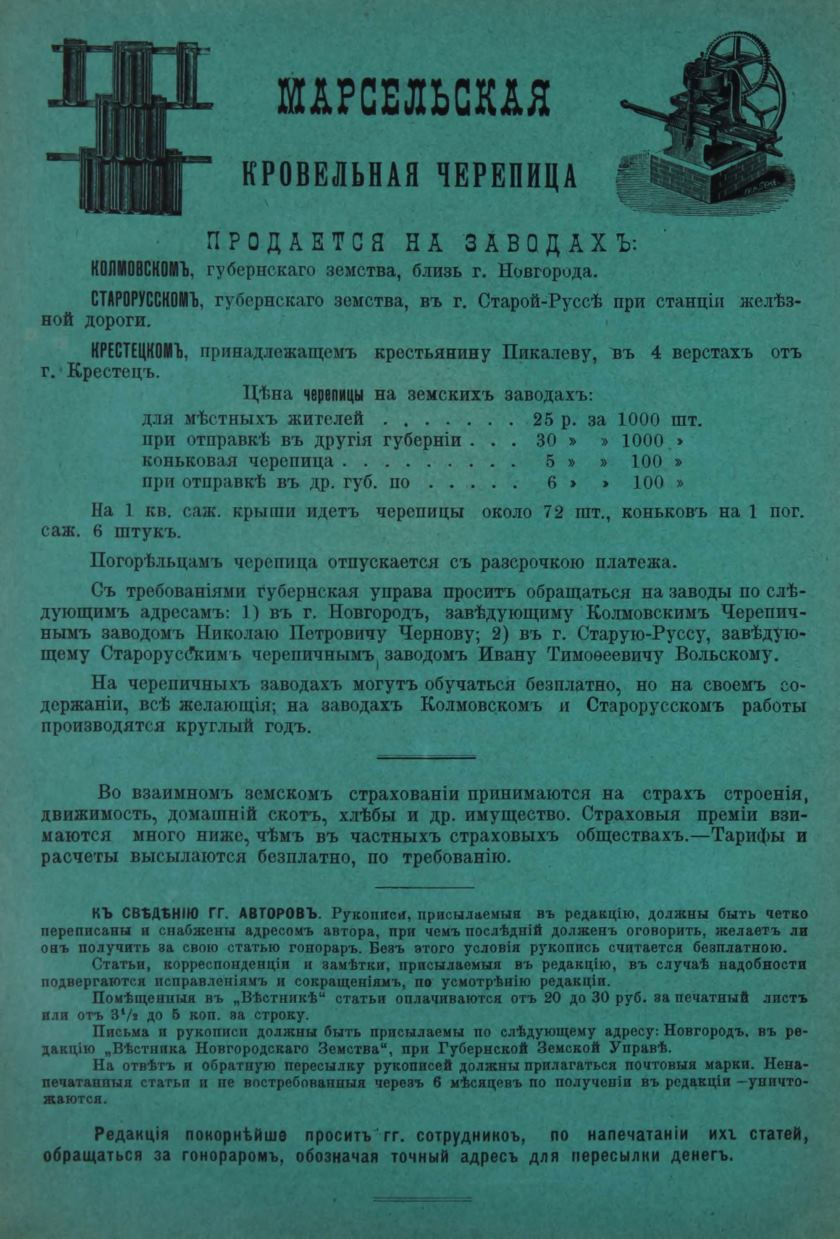 МАРСЕЛЬСКАЯ
КРОВЕЛЬНАЯ ЧЕРЕПИЦА
ПРОДАЕТСЯ НА ЗАВОДАХЪ:
КОЛМОВСКОМЪ, губернскаго земства, близь г. Новгорода.
СТАРОРУССКОМЪ, губернскаго земства, въ г. Старой-Руссѣ при станціи желѣз-
ной дороги.
КРЕСТЕЦКОМЪ, принадлежащемъ крестьянину Пикалеву, въ 4 верстахъ отъ
г. Крестецъ.
Цѣна черепицы на земскихъ заводахъ:
для мѣстныхъ жителей . . . . . . . 25 р. за 1000 шт.
при отправкѣ въ другія губерніи . . . 30 » » 1000 »
коньковая черепица . . . . . . . . . 5 » » 100 »
при отправкѣ въ др. губ. по . . . . . 6 » » 100 »
На 1 кв. саж. крыши идетъ черепицы около 72 шт., коньковъ на 1 пог.
саж. 6 штукъ.
Погорѣльцамъ черепица отпускается съ разсрочкою платежа.
Съ требованіями губернская управа проситъ обращаться на заводы по слѣ-
дующимъ адресамъ: 1) въ г. Новгородъ, завѣдующему Колмовскимъ Черепич-
нымъ заводомъ Николаю Петровичу Чернову; 2) въ г. Старую-Руссу, завѣдую-
щему Старорусскимъ черепичнымъ заводомъ Ивану Тимоѳеевичу Вольскому.
На черепичныхъ заводахъ могутъ обучаться безплатно, но на своемъ со-
держаніи, всѣ желающія; на заводахъ Колмовскомъ и Старорусскомъ работы
производятся круглый годъ.
Во взаимномъ земскомъ страхованіи принимаются на страхъ строенія,
движимость, домашній скотъ, хлѣбы и др. имущество. Страховыя преміи взи-
маются много ниже, чѣмъ въ частныхъ страховыхъ обществахъ.—Тарифы и
расчеты высылаются безплатно, по требованію.
КЪ СВѢДѢНІЮ ГГ. АВТОРОВЪ. Рукописи, присылаемыя въ редакцію, должны быть четко
переписаны и снабжены адресомъ автора, при чемъ послѣдній долженъ оговорить, желаетъ ли
онъ получить за свою статью гонораръ. Безъ этого условія рукопись считается безплатною.
Статьи, корреспонденціи и замѣтки, присылаемыя въ редакцію, въ случаѣ надобности
подвергаются исправленіямъ и сокращеніямъ, по усмотрѣнію редакціи.
Помѣщенныя въ „Вѣстникѣ“ статьи оплачиваются отъ 20 до 30 руб. за печатный листъ
или отъ 3½ до 5 коп. за строку.
Письма и рукописи должны быть присылаемы по слѣдующему адресу: Новгородъ, въ ре-
дакцію „Вѣстника Новгородскаго Земства“, при Губернской Земской Управѣ.
На отвѣтъ и обратную пересылку рукописей должны прилагаться почтовыя марки. Нена-
печатанныя статьи и не востребованныя черезъ 6 мѣсяцевъ по полученіи въ редакціи —уничто-
жаются.
Редакція покорнѣйше проситъ гг. сотрудниковъ, по напечатаніи ихъ статей,
обращаться за гонораромъ, обозначая точный адресъ для пересылки денегъ.